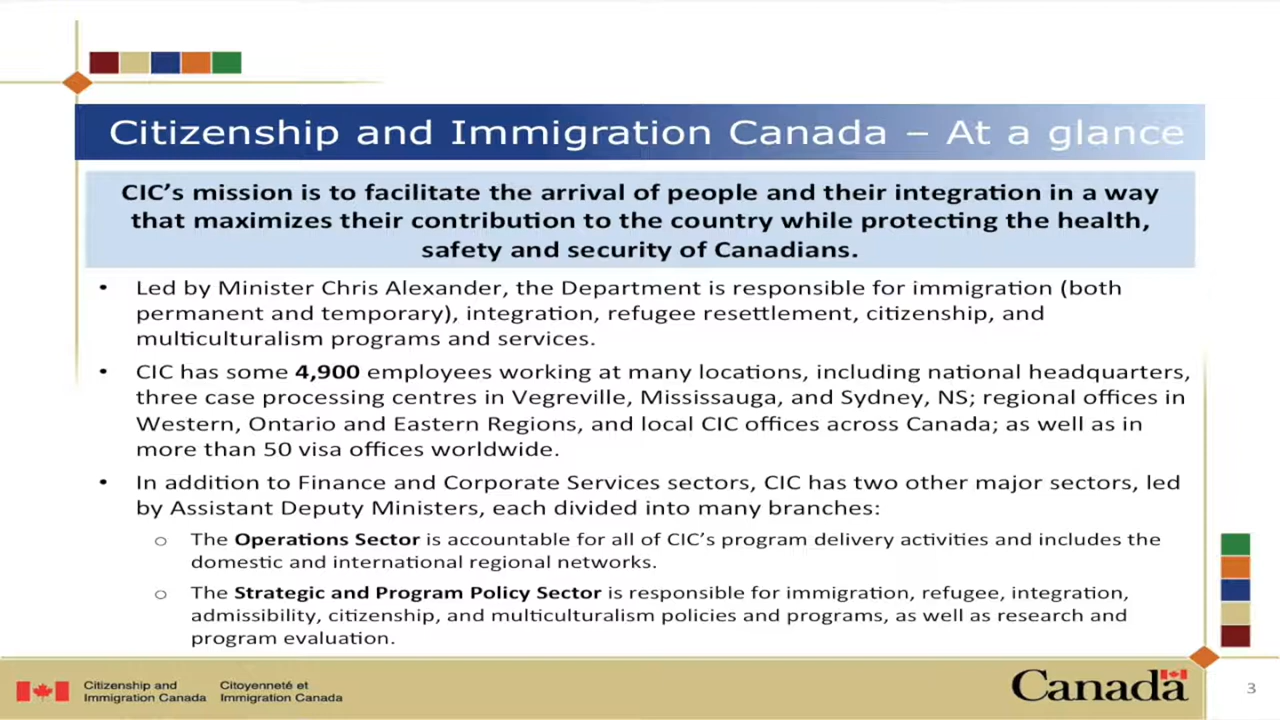 Citizenship and Immigration Canada – At a glance
CIC's mission is to facilitate the arrival of people and their integration in a way
that maximizes their contribution to the country while protecting the health,
safety and security of Canadians.
• Led by Minister Chris Alexander, the Department is responsible for immigration (both
permanent and temporary), integration, refugee resettlement, citizenship, and
multiculturalism programs and services.
• CIC has some 4,900 employees working at many locations, including national headquarters,
three case processing centres in Vegreville, Mississauga, and Sydney, NS; regional offices in
Western, Ontario and Eastern Regions, and local CIC offices across Canada; as well as in
more than 50 visa offices worldwide.
• In addition to Finance and Corporate Services sectors, CIC has two other major sectors, led
by Assistant Deputy Ministers, each divided into many branches:
o The Operations Sector is accountable for all of CIC's program delivery activities and includes the
domestic and international regional networks.
o The Strategic and Program Policy Sector is responsible for immigration, refugee, integration,
admissibility, citizenship, and multiculturalism policies and programs, as well as research and
program evaluation.
Citizenship and Citoyenneté et
Immigration Canada Immigration Canada
Canada
3